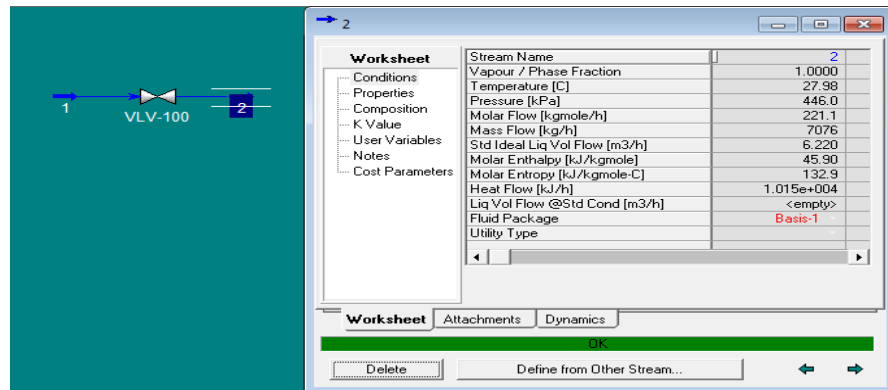 2
Worksheet
Conditions
Properties
Composition
K Value
User Variables
Notes
Cost Parameters
Stream Name 2
Vapour / Phase Fraction 1.0000
Temperature [C] 27.98
Pressure [kPa] 446.0
Molar Flow [kgmole/h] 221.1
Mass Flow [kg/h] 7076
Std Ideal Liq Vol Flow [m3/h] 6.220
Molar Enthalpy [kJ/kgmole] 45.90
Molar Entropy [kJ/kgmole-C] 132.9
Heat Flow [kJ/h] 1.015e+004
Liq Vol Flow @Std Cond [m3/h] <empty>
Fluid Package Basis-1
Utility Type
1
VLV-100
2
Worksheet Attachments Dynamics
OK
Delete Define from Other Stream...